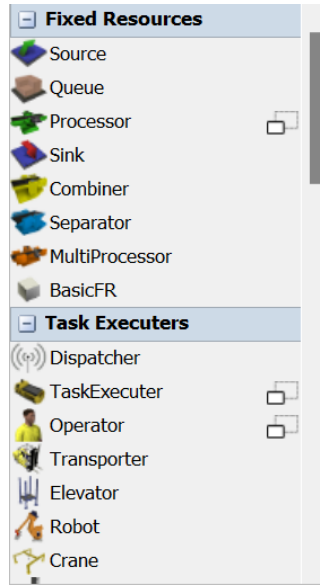 Fixed Resources
Source
Queue
Processor
Sink
Combiner
Separator
MultiProcessor
BasicFR
Task Executers
Dispatcher
TaskExecuter
Operator
Transporter
Elevator
Robot
Crane